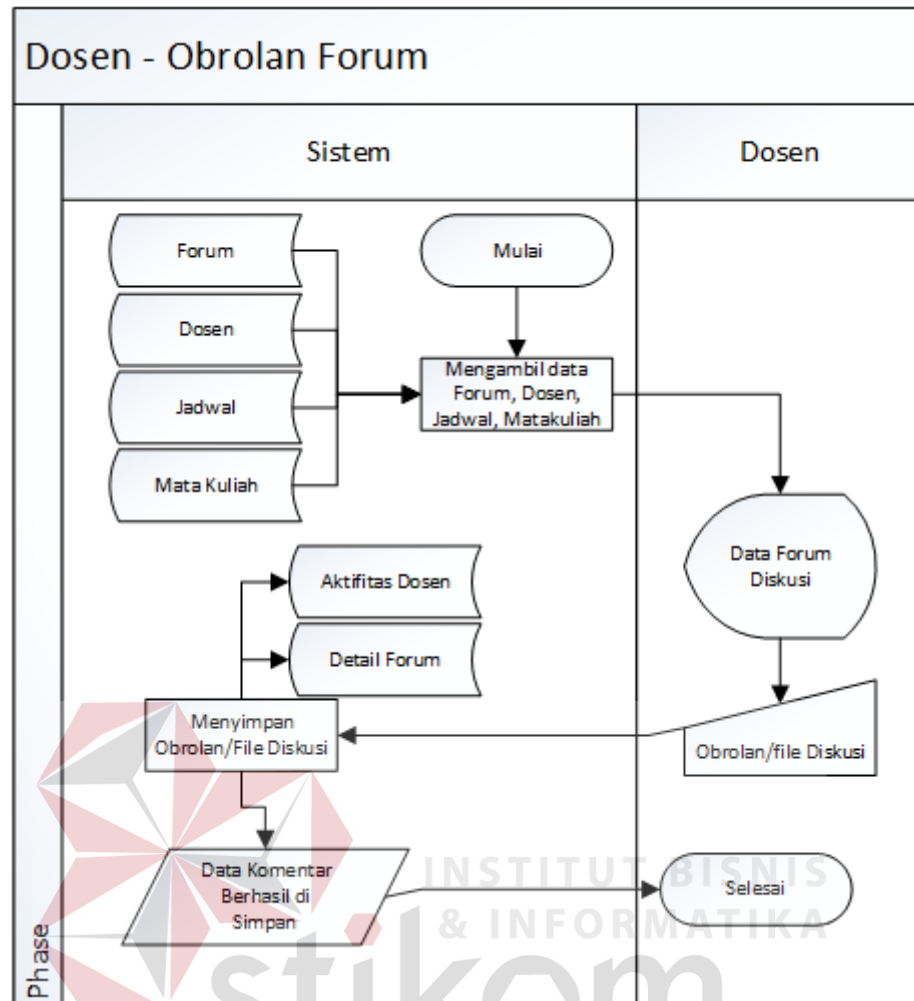 Dosen - Obrolan Forum
Sistem
Dosen
Forum
Mulai
Dosen
Mengambil data
Forum, Dosen,
Jadwal, Matakuliah
Jadwal
Mata Kuliah
Data Forum
Diskusi
Aktifitas Dosen
Detail Forum
Menyimpan
Obrolan/File Diskusi
Obrolan/file Diskusi
Data Komentar
Berhasil di
Simpan
Selesai
INSTITUT BISNIS
& INFORMATIKA
stikom
Phase